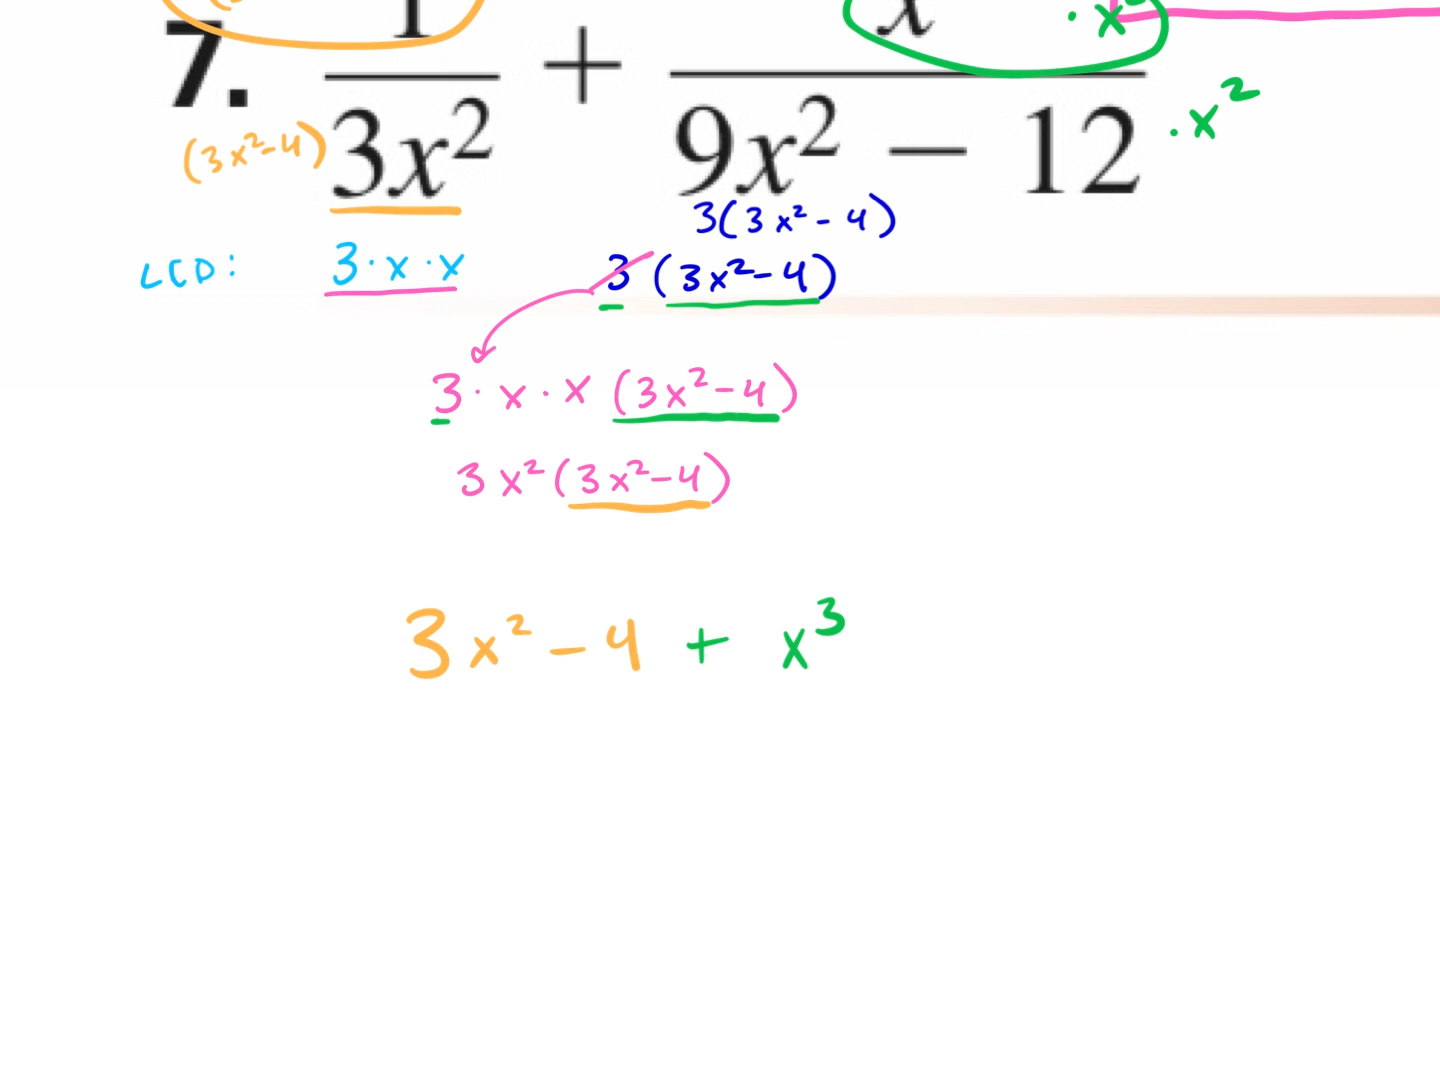 7. 1 + x · x²
(3x²-4) 3x² 9x² − 12 · x²
3(3x²-4)
LCD: 3·x·x 3(3x²-4)
3·x·x(3x²-4)
3x²(3x²-4)
3x²-4 + x³